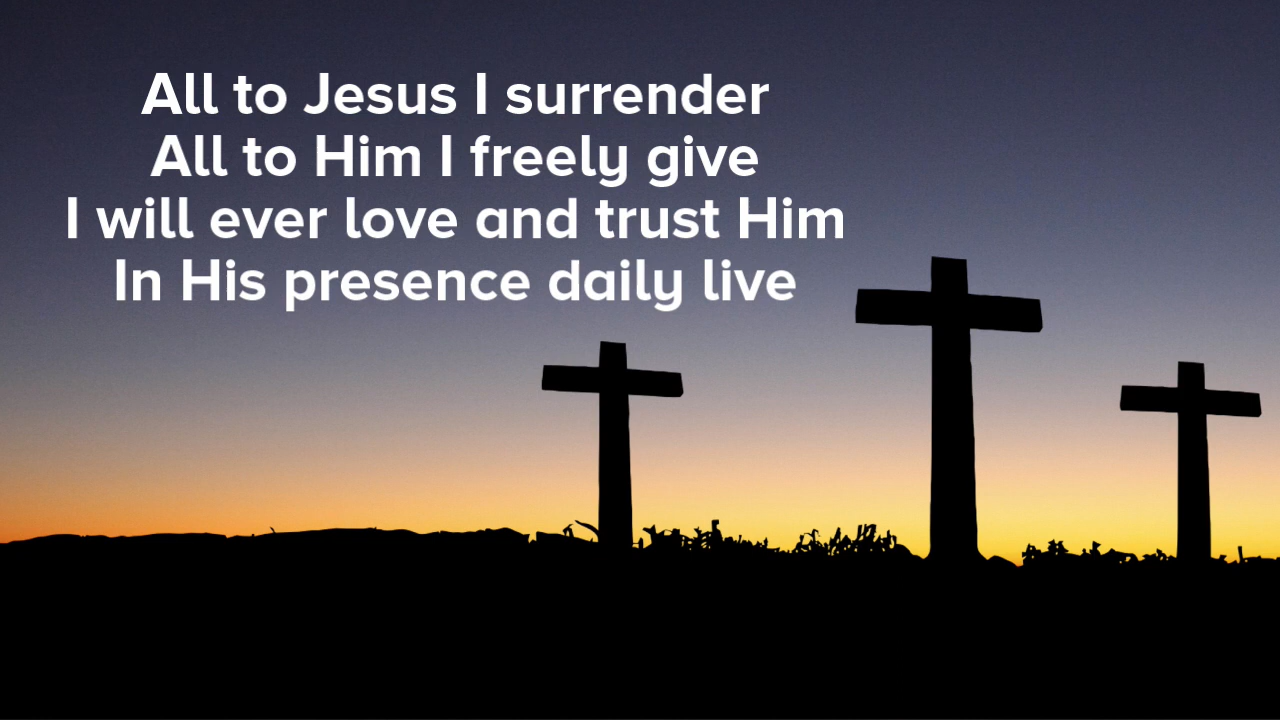 All to Jesus I surrender
All to Him I freely give
I will ever love and trust Him
In His presence daily live